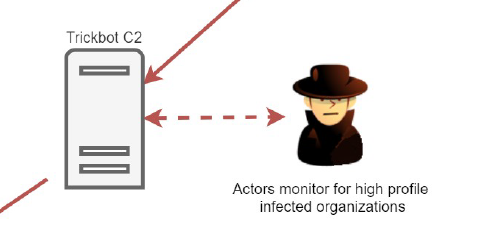 Trickbot C2
Actors monitor for high profile
infected organizations